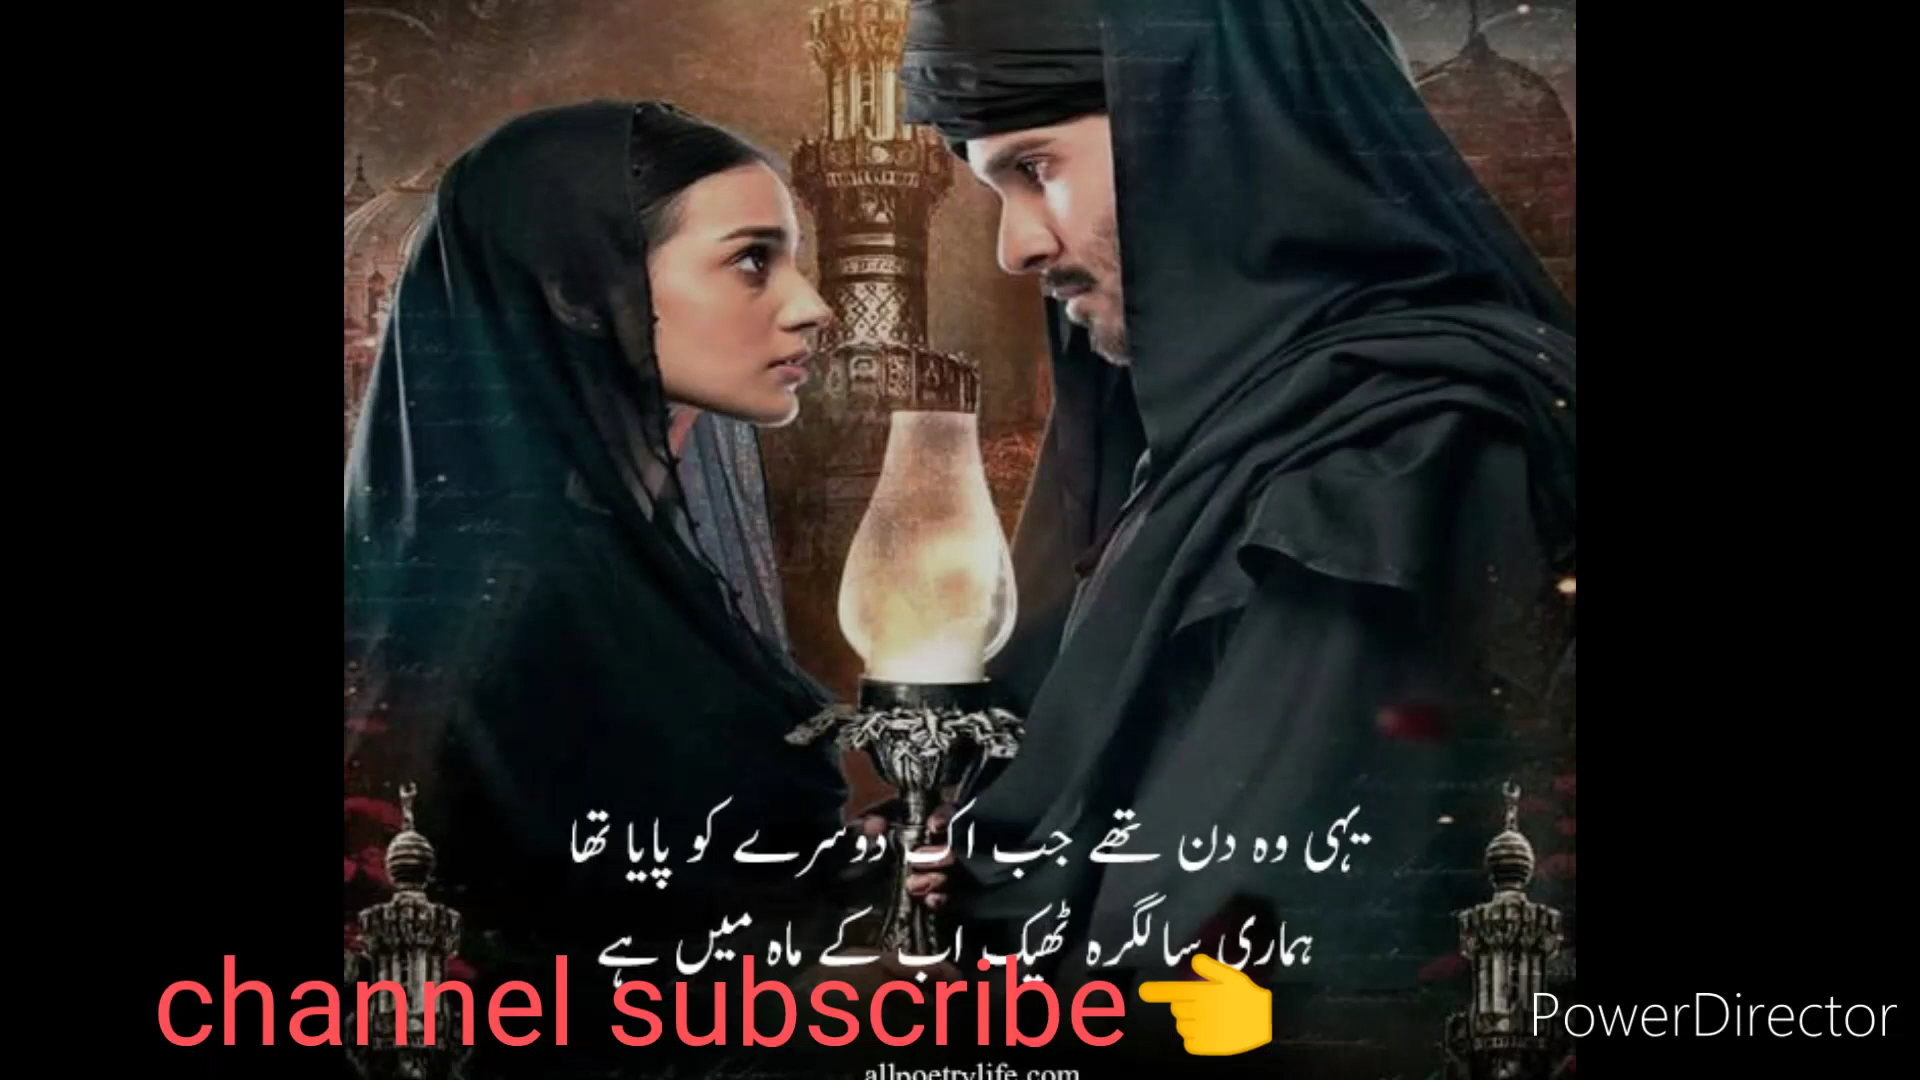 یہی وہ دن تھے جب اک دوسرے کو پایا تھا
ہماری سالگرہ ٹھیک اب کے ماہ میں ہے
channel subscribe👈
PowerDirector
allpoetrylife.com